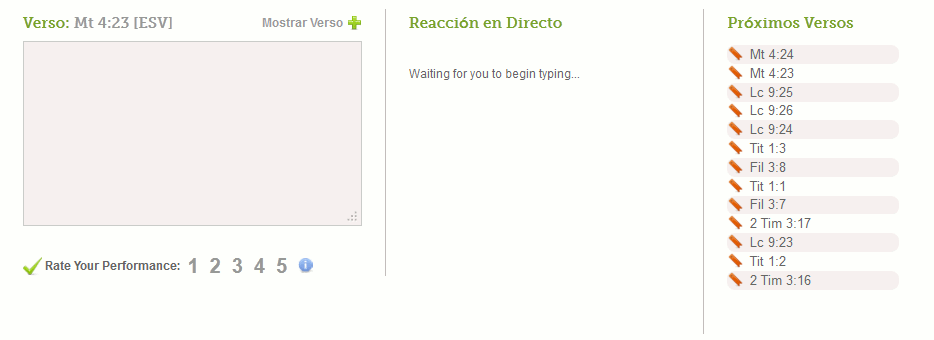 Verso: Mt 4:23 [ESV]
Mostrar Verso
Rate Your Performance: 1 2 3 4 5
Reacción en Directo
Waiting for you to begin typing...
Próximos Versos
Mt 4:24
Mt 4:23
Lc 9:25
Lc 9:26
Lc 9:24
Tit 1:3
Fil 3:8
Tit 1:1
Fil 3:7
2 Tim 3:17
Lc 9:23
Tit 1:2
2 Tim 3:16